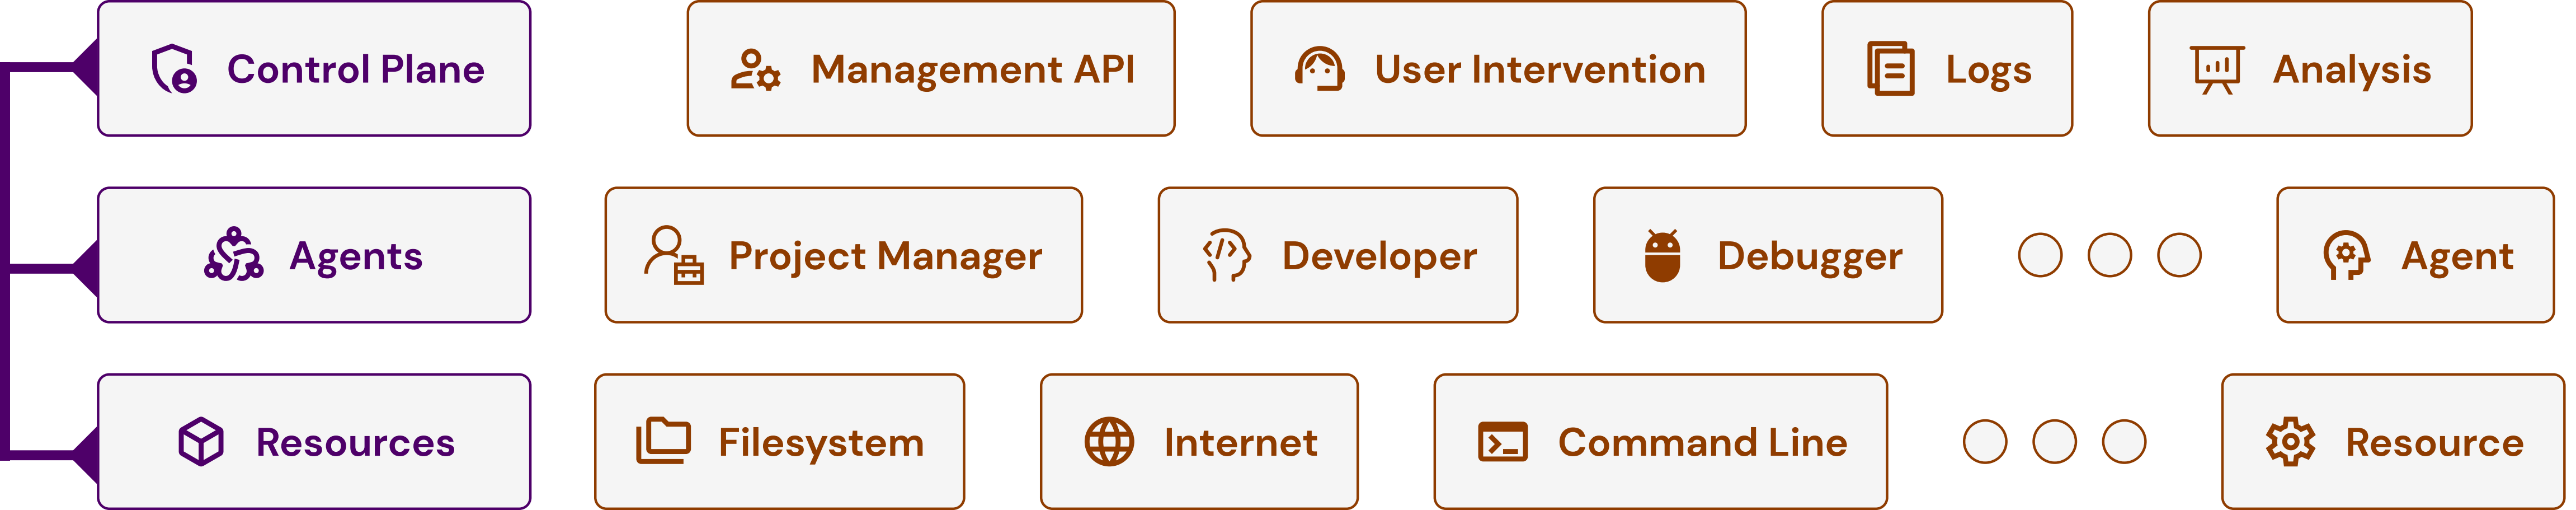 Control Plane
Management API
User Intervention
Logs
Analysis
Agents
Project Manager
Developer
Debugger
Agent
Resources
Filesystem
Internet
Command Line
Resource